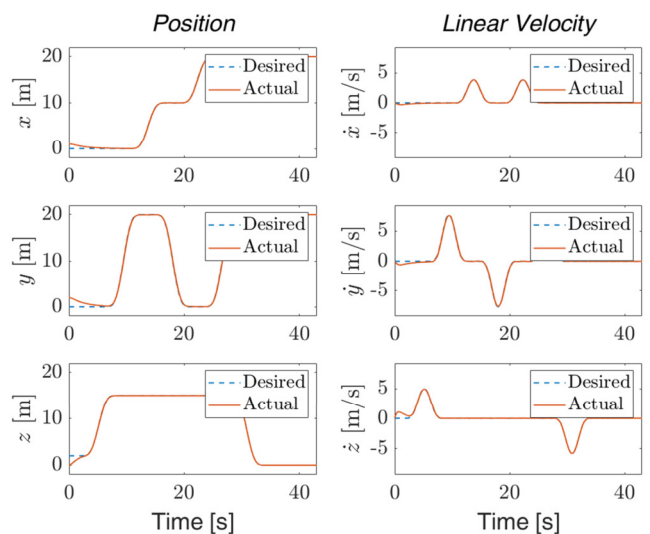 Position
Linear Velocity
20
10
0
x [m]
Desired
Actual
0
20
40
5
0
-5
ẋ [m/s]
Desired
Actual
0
20
40
20
10
0
y [m]
Desired
Actual
0
20
40
5
0
-5
ẏ [m/s]
Desired
Actual
0
20
40
20
10
0
z [m]
Desired
Actual
0
20
40
Time [s]
5
0
-5
ż [m/s]
Desired
Actual
0
20
40
Time [s]